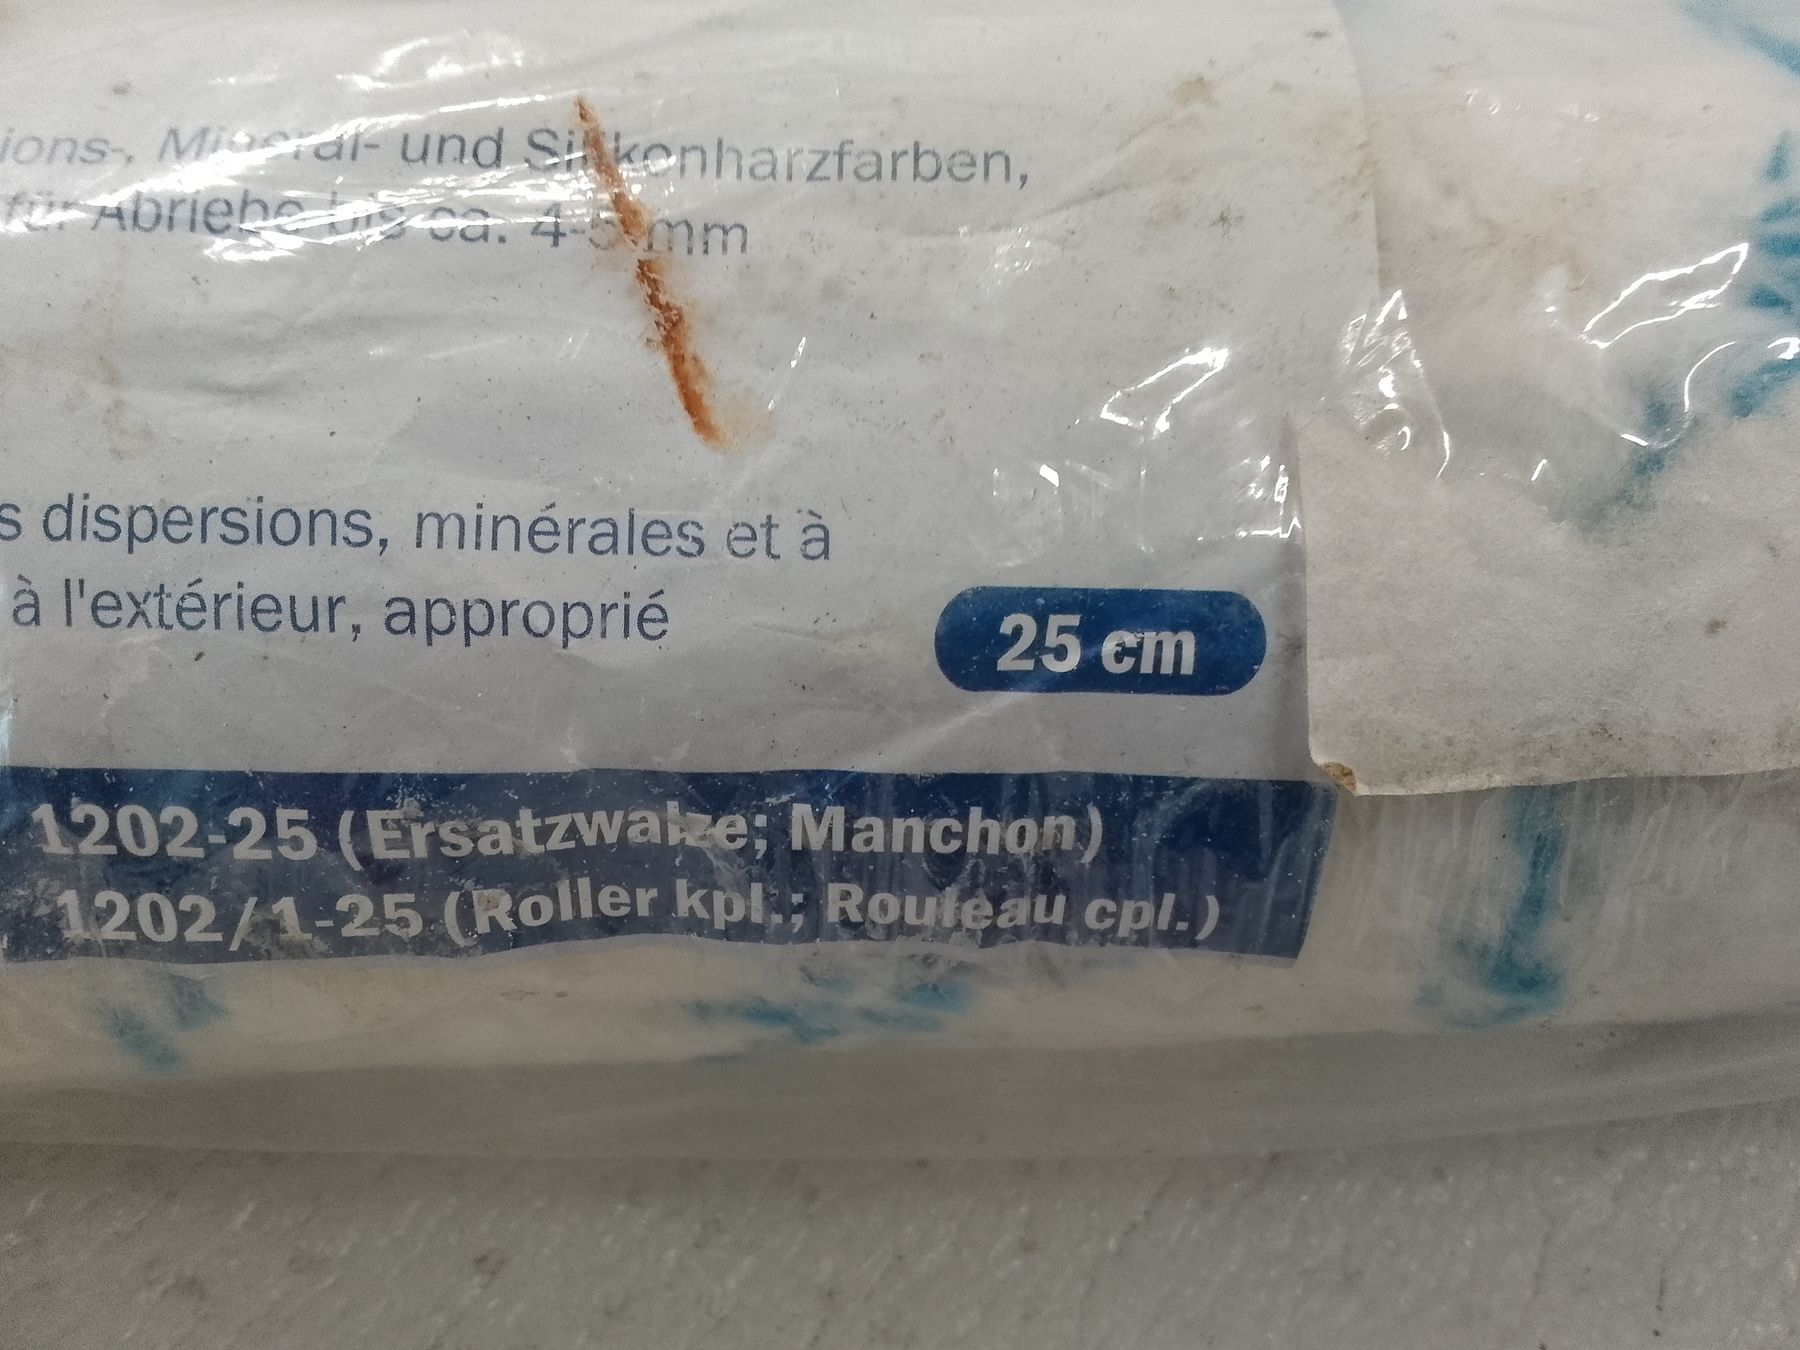 ions-, Mineral- und Silikonharzfarben,
für Abriebe bis ca. 4-5 mm
s dispersions, minérales et à
à l'extérieur, approprié
25 cm
1202-25 (Ersatzwalze; Manchon)
1202/1-25 (Roller kpl.; Rouleau cpl.)